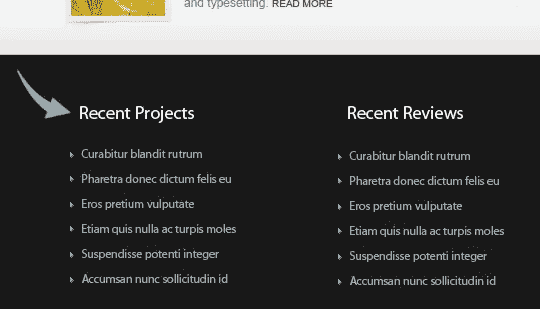 and typesetting. READ MORE
Recent Projects
Curabitur blandit rutrum
Pharetra donec dictum felis eu
Eros pretium vulputate
Etiam quis nulla ac turpis moles
Suspendisse potenti integer
Accumsan nunc sollicitudin id
Recent Reviews
Curabitur blandit rutrum
Pharetra donec dictum felis eu
Eros pretium vulputate
Etiam quis nulla ac turpis moles
Suspendisse potenti integer
Accumsan nunc sollicitudin id